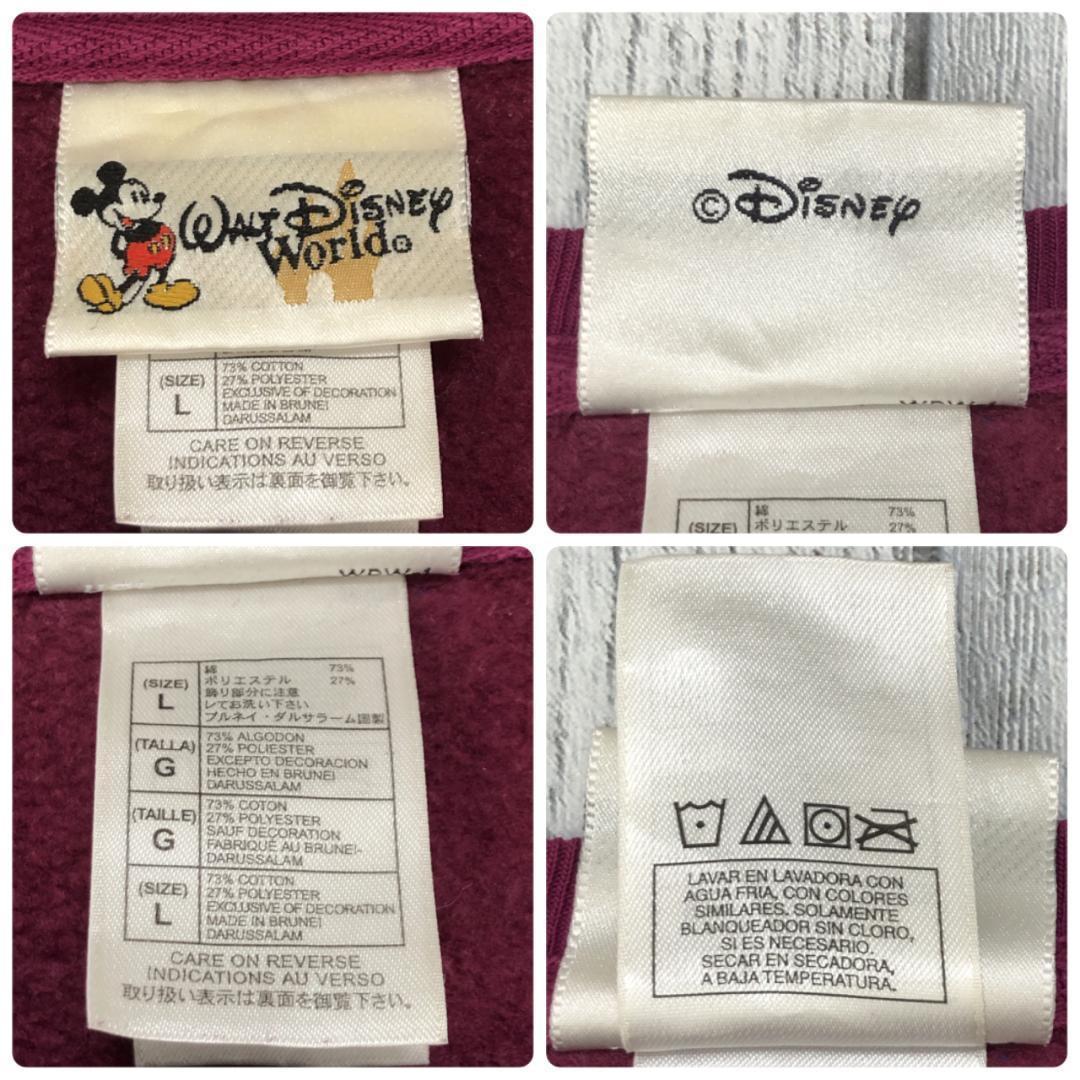 WALT DISNEY
World®
(SIZE)
L
73% COTTON
27% POLYESTER
EXCLUSIVE OF DECORATION
MADE IN BRUNEI
DARUSSALAM
CARE ON REVERSE
INDICATIONS AU VERSO
取り扱い表示は裏面を御覧下さい。
©DISNEY
(SIZE)
綿 73%
ポリエステル 27%
(SIZE)
L
綿 73%
ポリエステル 27%
飾り部分に注意
してお洗い下さい
ブルネイ・ダルサラーム国製
(TALLA)
G
73% ALGODON
27% POLIESTER
EXCEPTO DECORACION
HECHO EN BRUNEI
DARUSSALAM
(TAILLE)
G
73% COTON
27% POLYESTER
SAUF DECORATION
FABRIQUÉ AU BRUNEI-
DARUSSALAM
(SIZE)
L
73% COTTON
27% POLYESTER
EXCLUSIVE OF DECORATION
MADE IN BRUNEI
DARUSSALAM
CARE ON REVERSE
INDICATIONS AU VERSO
取り扱い表示は裏面を御覧下さい。
LAVAR EN LAVADORA CON
AGUA FRIA, CON COLORES
SIMILARES. SOLAMENTE
BLANQUEADOR SIN CLORO,
SI ES NECESARIO.
SECAR EN SECADORA,
A BAJA TEMPERATURA.